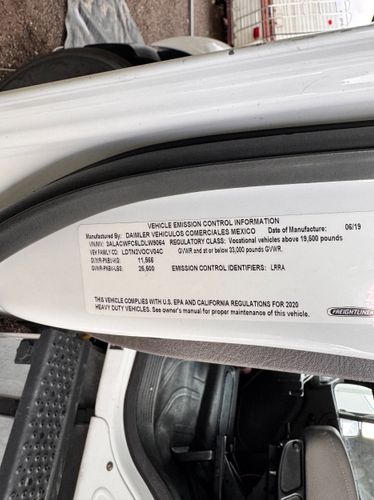 VEHICLE EMISSION CONTROL INFORMATION
Manufactured By: DAIMLER VEHICULOS COMERCIALES MEXICO Date of Manufacture: 06/19
VIN/NIV: 3ALACWFC5LDLW9064 REGULATORY CLASS: Vocational vehicles above 19,500 pounds
VEH FAMILY CD: LDTN2VOCV04C GVWR and at or below 33,000 pounds GVWR.
GVWR-PNBV-KG: 11,566
GVWR-PNBV-LBS: 25,500 EMISSION CONTROL IDENTIFIERS: LRRA
THIS VEHICLE COMPLIES WITH U.S. EPA AND CALIFORNIA REGULATIONS FOR 2020
HEAVY DUTY VEHICLES. See owner's manual for proper maintenance of this vehicle.
FREIGHTLINER